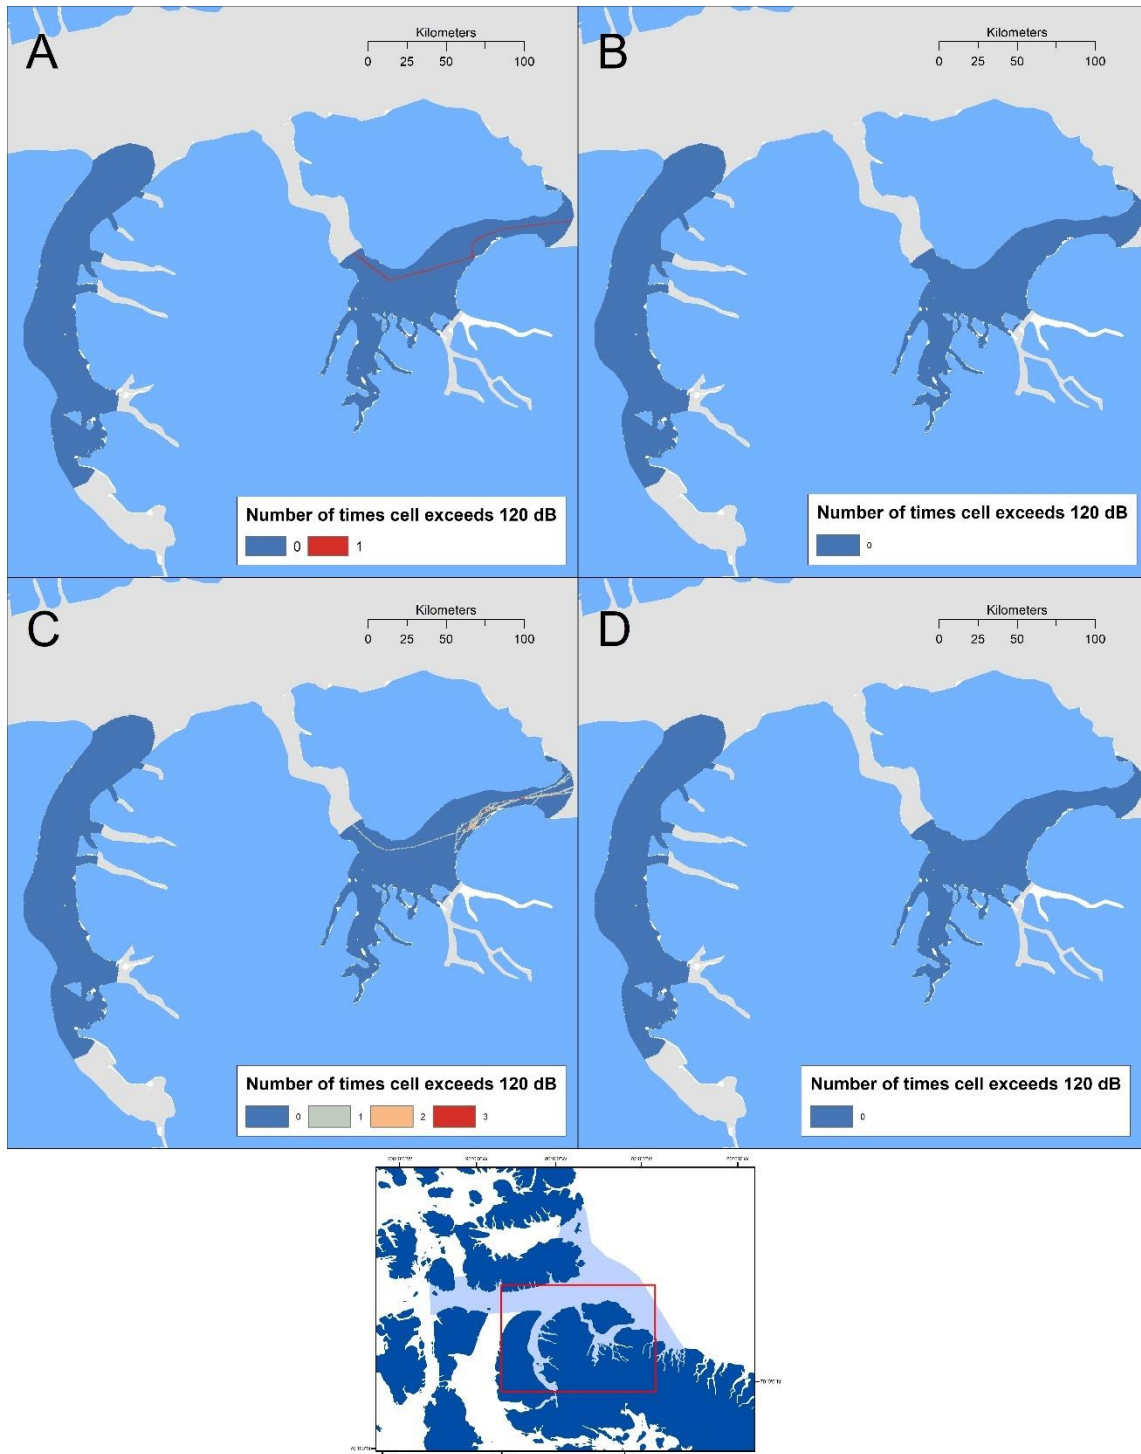 A
Kilometers
0 25 50 100
B
Kilometers
0 25 50 100
Number of times cell exceeds 120 dB
0 1
Number of times cell exceeds 120 dB
0
C
Kilometers
0 25 50 100
D
Kilometers
0 25 50 100
Number of times cell exceeds 120 dB
0 1 2 3
Number of times cell exceeds 120 dB
0